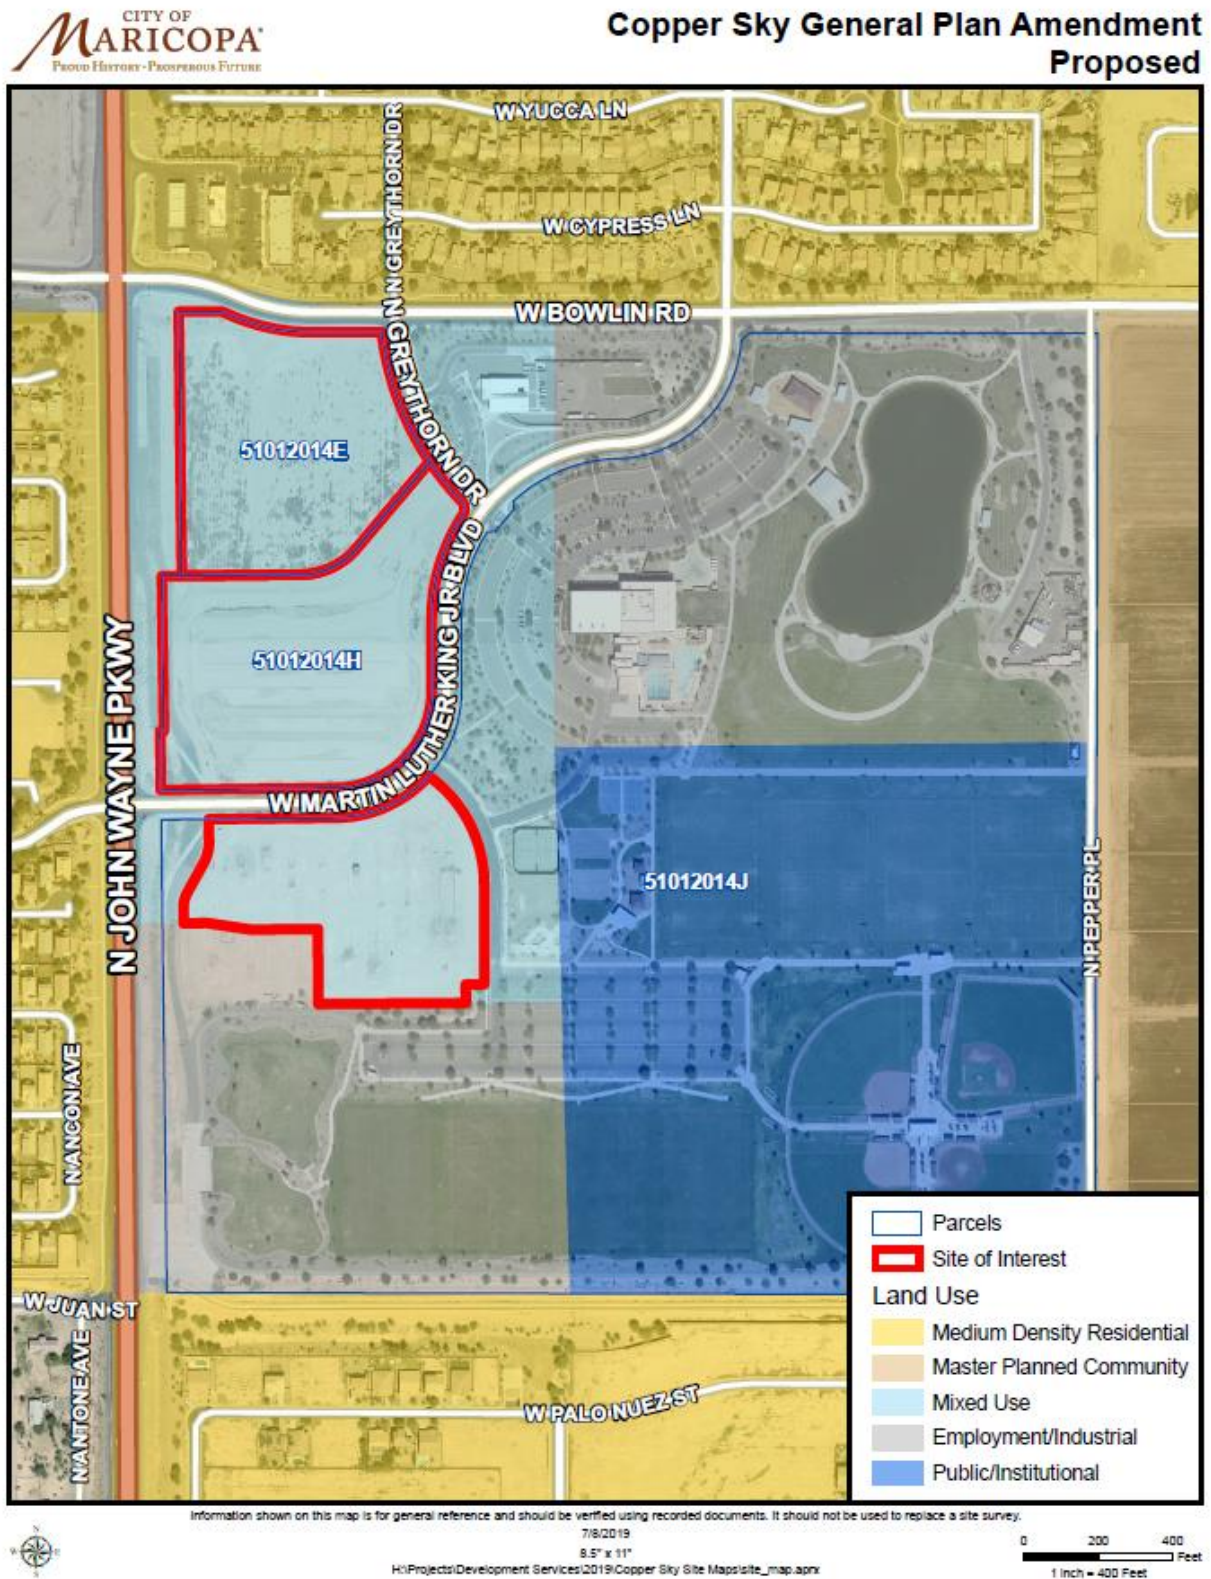 CITY OF
MARICOPA
PROUD HISTORY - PROSPEROUS FUTURE
Copper Sky General Plan Amendment
Proposed
W YUCCA LN
N GREYTHORN DR
W CYPRESS LN
W BOWLIN RD
N GREYTHORN DR
51012014E
51012014H
W MARTIN LUTHER KING JR BLVD
N JOHN WAYNE PKWY
51012014J
N PEPPER PL
N ANCON AVE
W JUAN ST
N ANTONE AVE
W PALO NUEZ ST
Parcels
Site of Interest
Land Use
Medium Density Residential
Master Planned Community
Mixed Use
Employment/Industrial
Public/Institutional
Information shown on this map is for general reference and should be verified using recorded documents. It should not be used to replace a site survey.
7/8/2019
8.5" x 11"
H:\Projects\Development Services\2019\Copper Sky Site Maps\site_map.aprx
N
W E
S
0 200 400
Feet
1 inch = 400 Feet